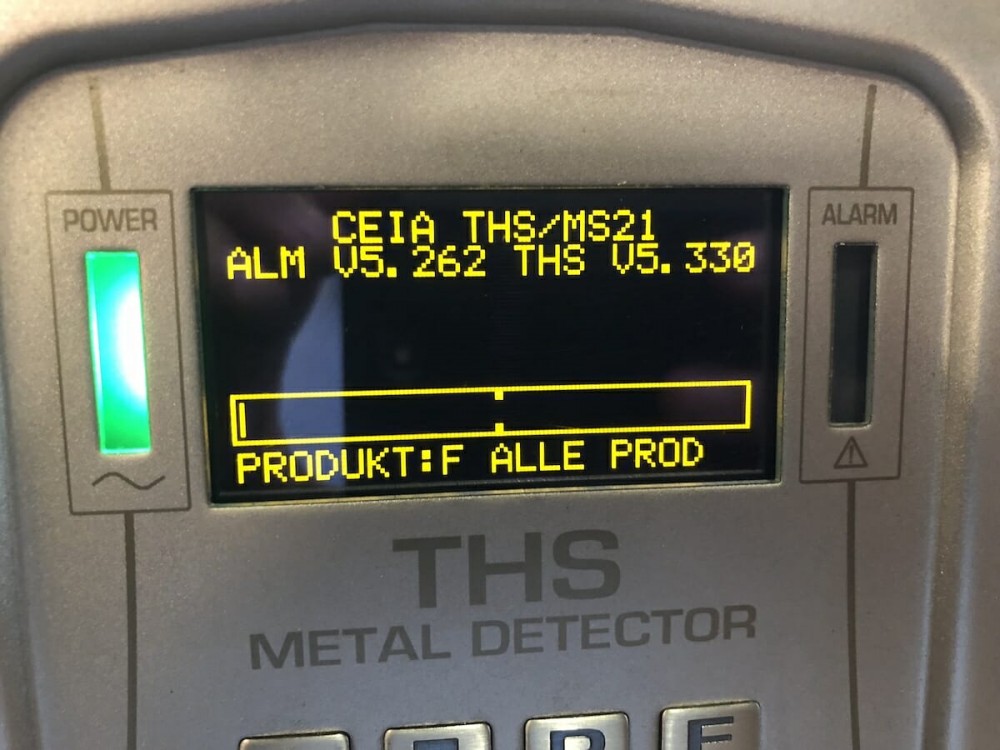 POWER
ALARM
CEIA THS/MS21
ALM V5.262 THS V5.330
PRODUKT:F ALLE PROD
THS
METAL DETECTOR
P F